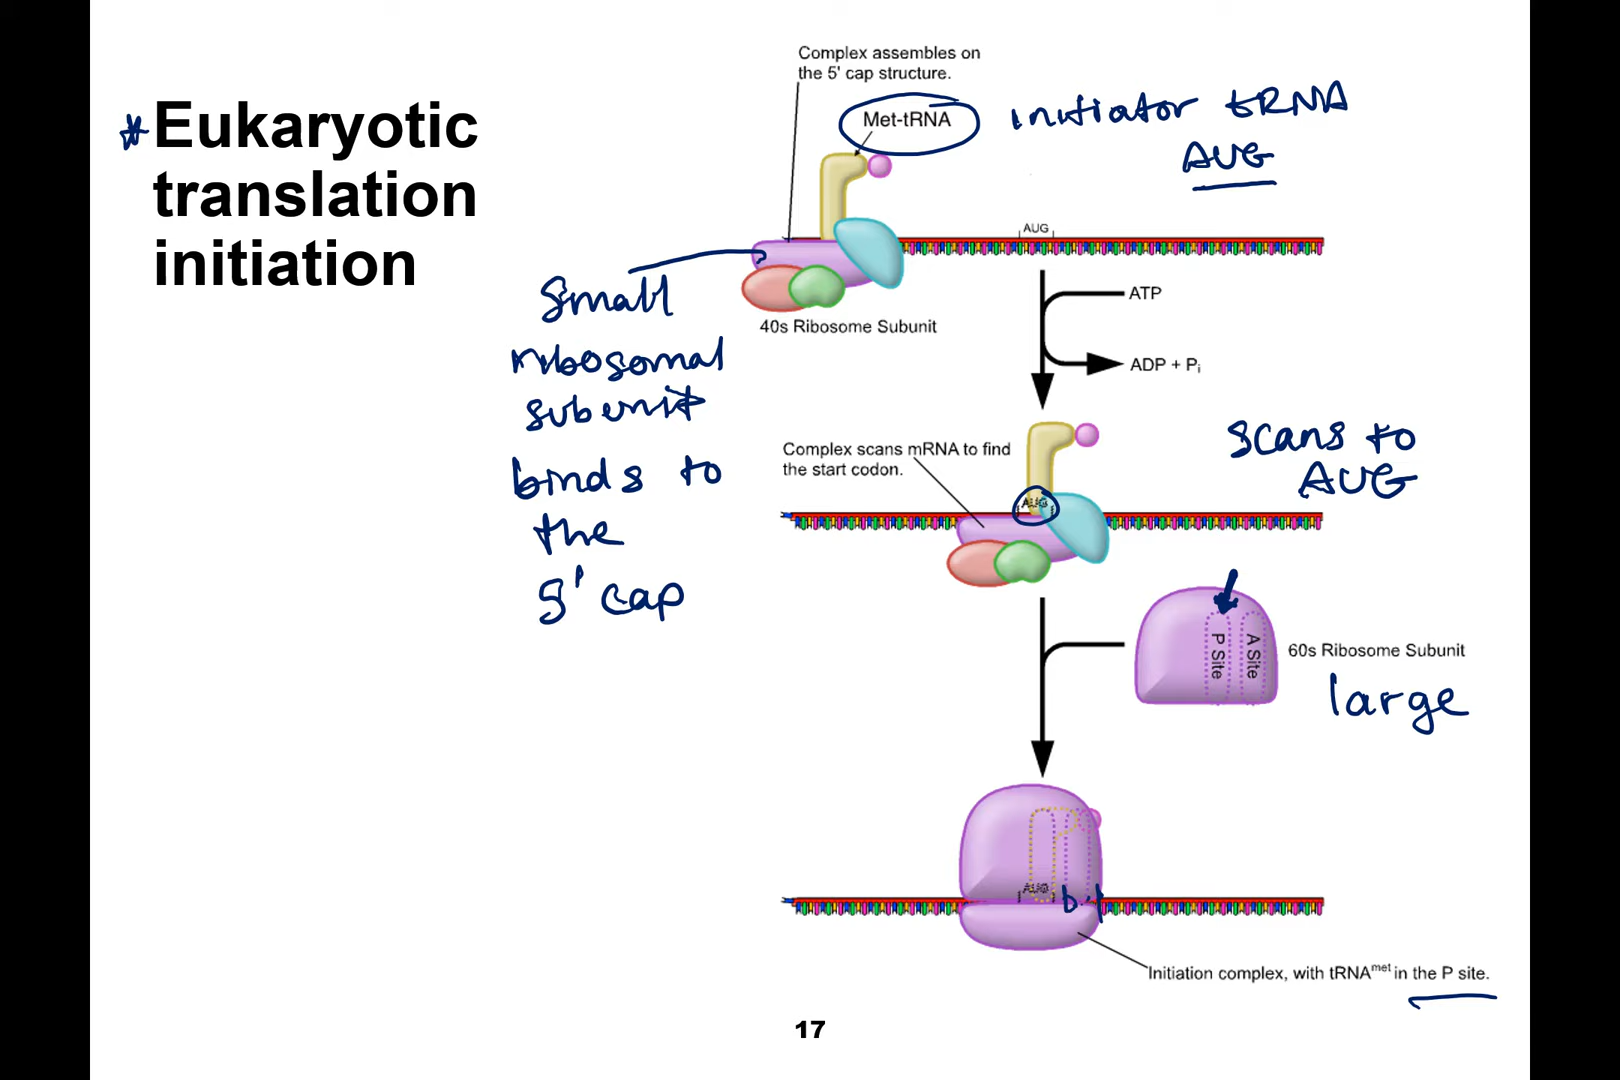 *Eukaryotic
translation
initiation
Complex assembles on
the 5' cap structure.
Met-tRNA
initiator tRNA
AUG
AUG
small
ribosomal
subunit
binds to
the
5' cap
40s Ribosome Subunit
ATP
ADP + Pi
Complex scans mRNA to find
the start codon.
AUG
scans to
AUG
P Site
A Site
60s Ribosome Subunit
large
AUG
Initiation complex, with tRNAmet in the P site.
17